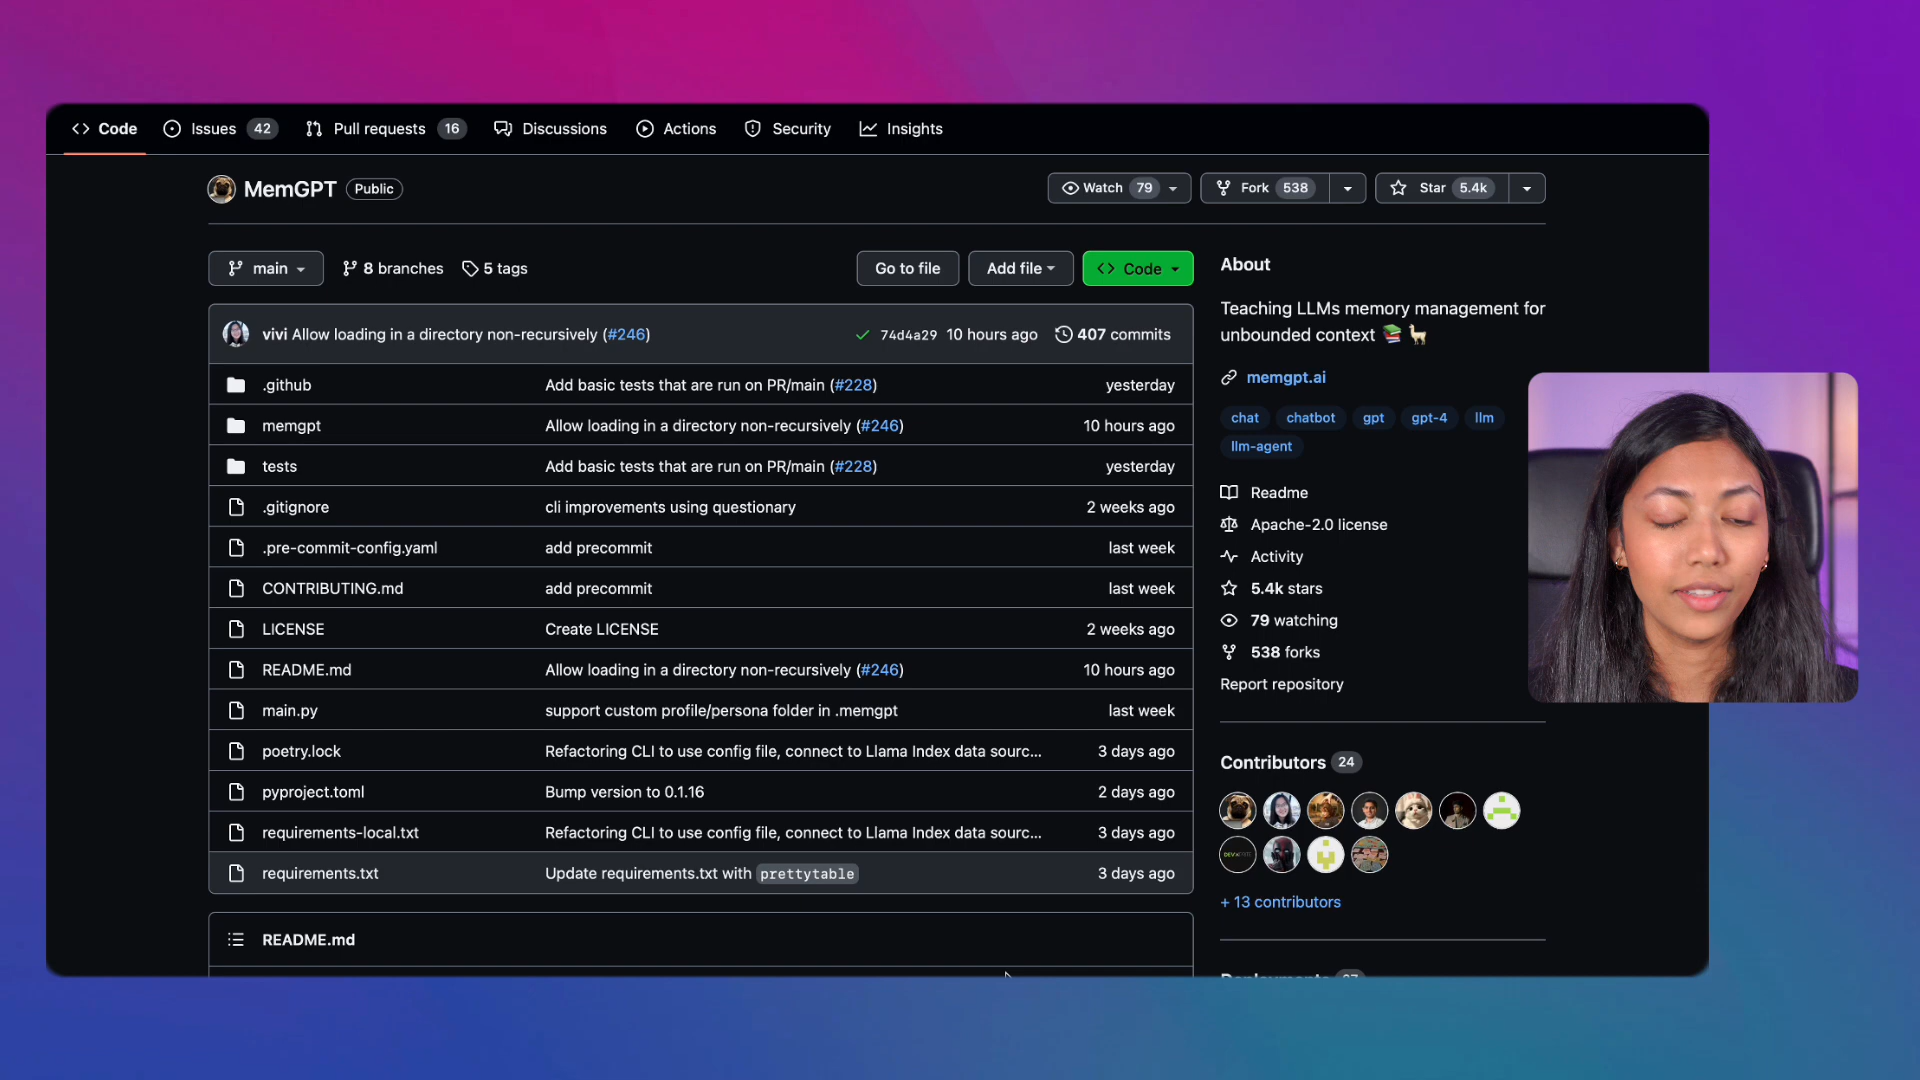 Code Issues 42 Pull requests 16 Discussions Actions Security Insights
MemGPT Public Watch 79 Fork 538 Star 5.4k
main 8 branches 5 tags Go to file Add file Code
vivi Allow loading in a directory non-recursively (#246) 74d4a29 10 hours ago 407 commits
.github Add basic tests that are run on PR/main (#228) yesterday
memgpt Allow loading in a directory non-recursively (#246) 10 hours ago
tests Add basic tests that are run on PR/main (#228) yesterday
.gitignore cli improvements using questionary 2 weeks ago
.pre-commit-config.yaml add precommit last week
CONTRIBUTING.md add precommit last week
LICENSE Create LICENSE 2 weeks ago
README.md Allow loading in a directory non-recursively (#246) 10 hours ago
main.py support custom profile/persona folder in .memgpt last week
poetry.lock Refactoring CLI to use config file, connect to Llama Index data sourc... 3 days ago
pyproject.toml Bump version to 0.1.16 2 days ago
requirements-local.txt Refactoring CLI to use config file, connect to Llama Index data sourc... 3 days ago
requirements.txt Update requirements.txt with prettytable 3 days ago
README.md
About
Teaching LLMs memory management for
unbounded context 📚🦙
memgpt.ai
chat chatbot gpt gpt-4 llm
llm-agent
Readme
Apache-2.0 license
Activity
5.4k stars
79 watching
538 forks
Report repository
Contributors 24
+ 13 contributors